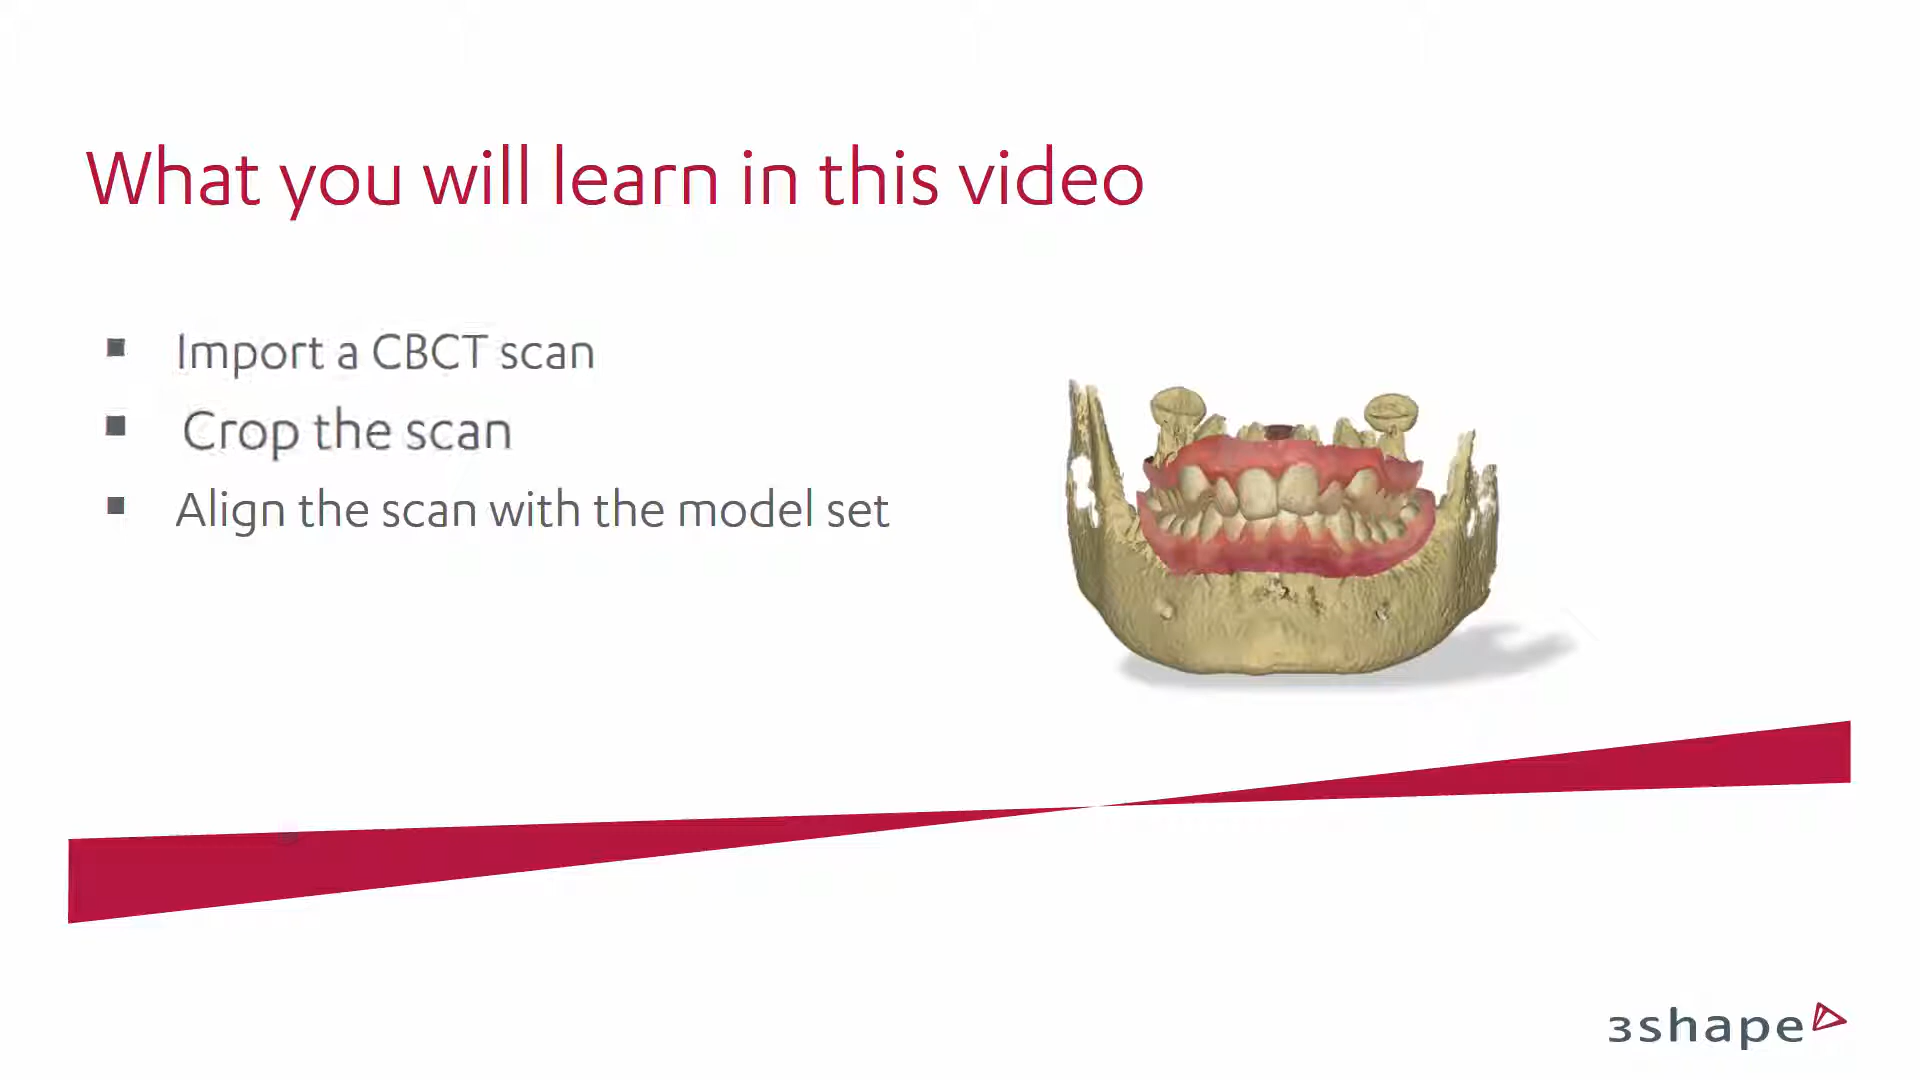 What you will learn in this video
Import a CBCT scan
Crop the scan
Align the scan with the model set
3shape